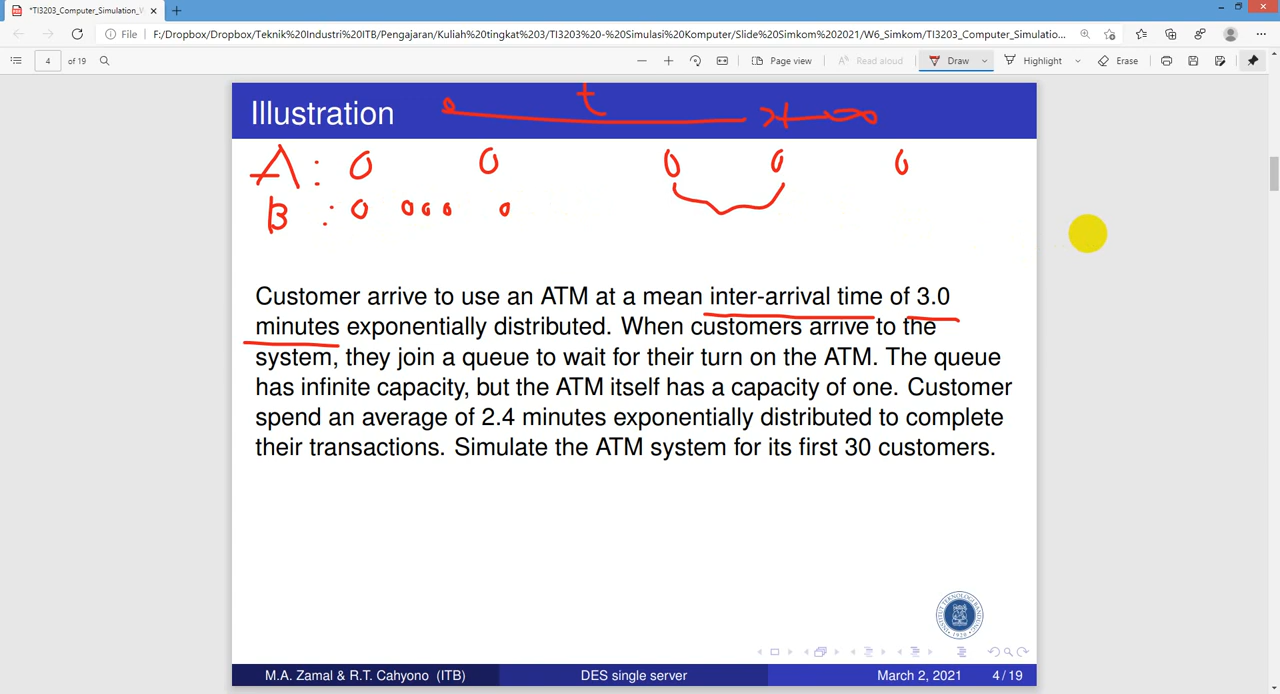 *TI3203_Computer_Simulation_W
File
F:/Dropbox/Dropbox/Teknik%20Industri%20ITB/Pengajaran/Kuliah%20tingkat%203/TI3203%20-%20Simulasi%20Komputer/Slide%20Simkom%202021/W6_Simkom/TI3203_Computer_Simulatio...
4 of 19
Page view
Read aloud
Draw
Highlight
Erase
Illustration
t
A : 0 0 0 0 0
B : 0 0 0 0 0
Customer arrive to use an ATM at a mean inter-arrival time of 3.0
minutes exponentially distributed. When customers arrive to the
system, they join a queue to wait for their turn on the ATM. The queue
has infinite capacity, but the ATM itself has a capacity of one. Customer
spend an average of 2.4 minutes exponentially distributed to complete
their transactions. Simulate the ATM system for its first 30 customers.
M.A. Zamal & R.T. Cahyono (ITB)
DES single server
March 2, 2021
4 / 19